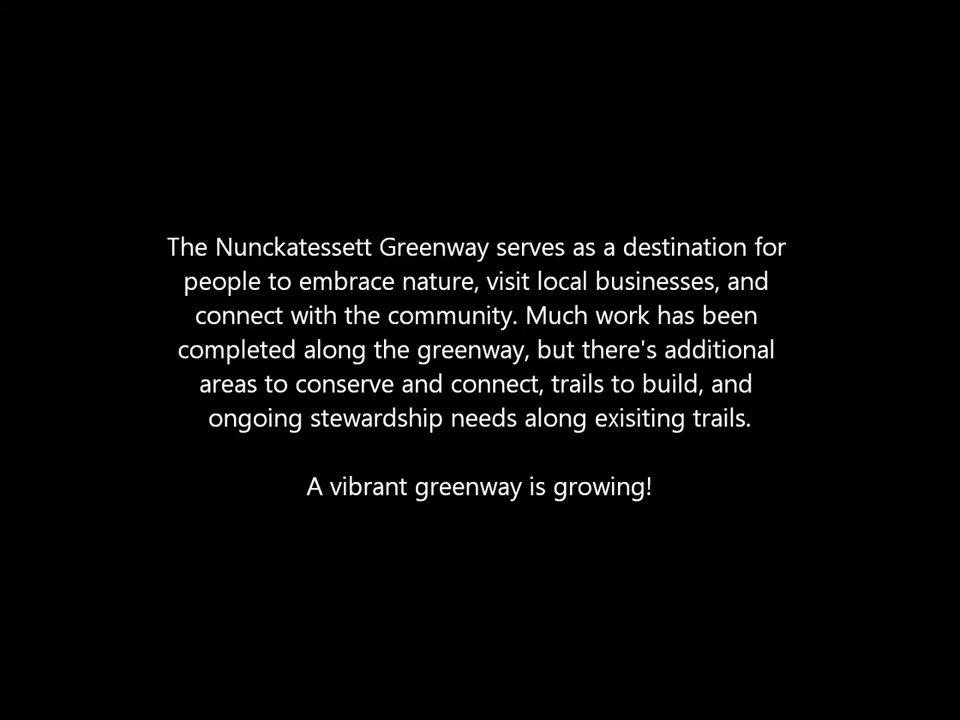 The Nunckatessett Greenway serves as a destination for
people to embrace nature, visit local businesses, and
connect with the community. Much work has been
completed along the greenway, but there's additional
areas to conserve and connect, trails to build, and
ongoing stewardship needs along exisiting trails.
A vibrant greenway is growing!